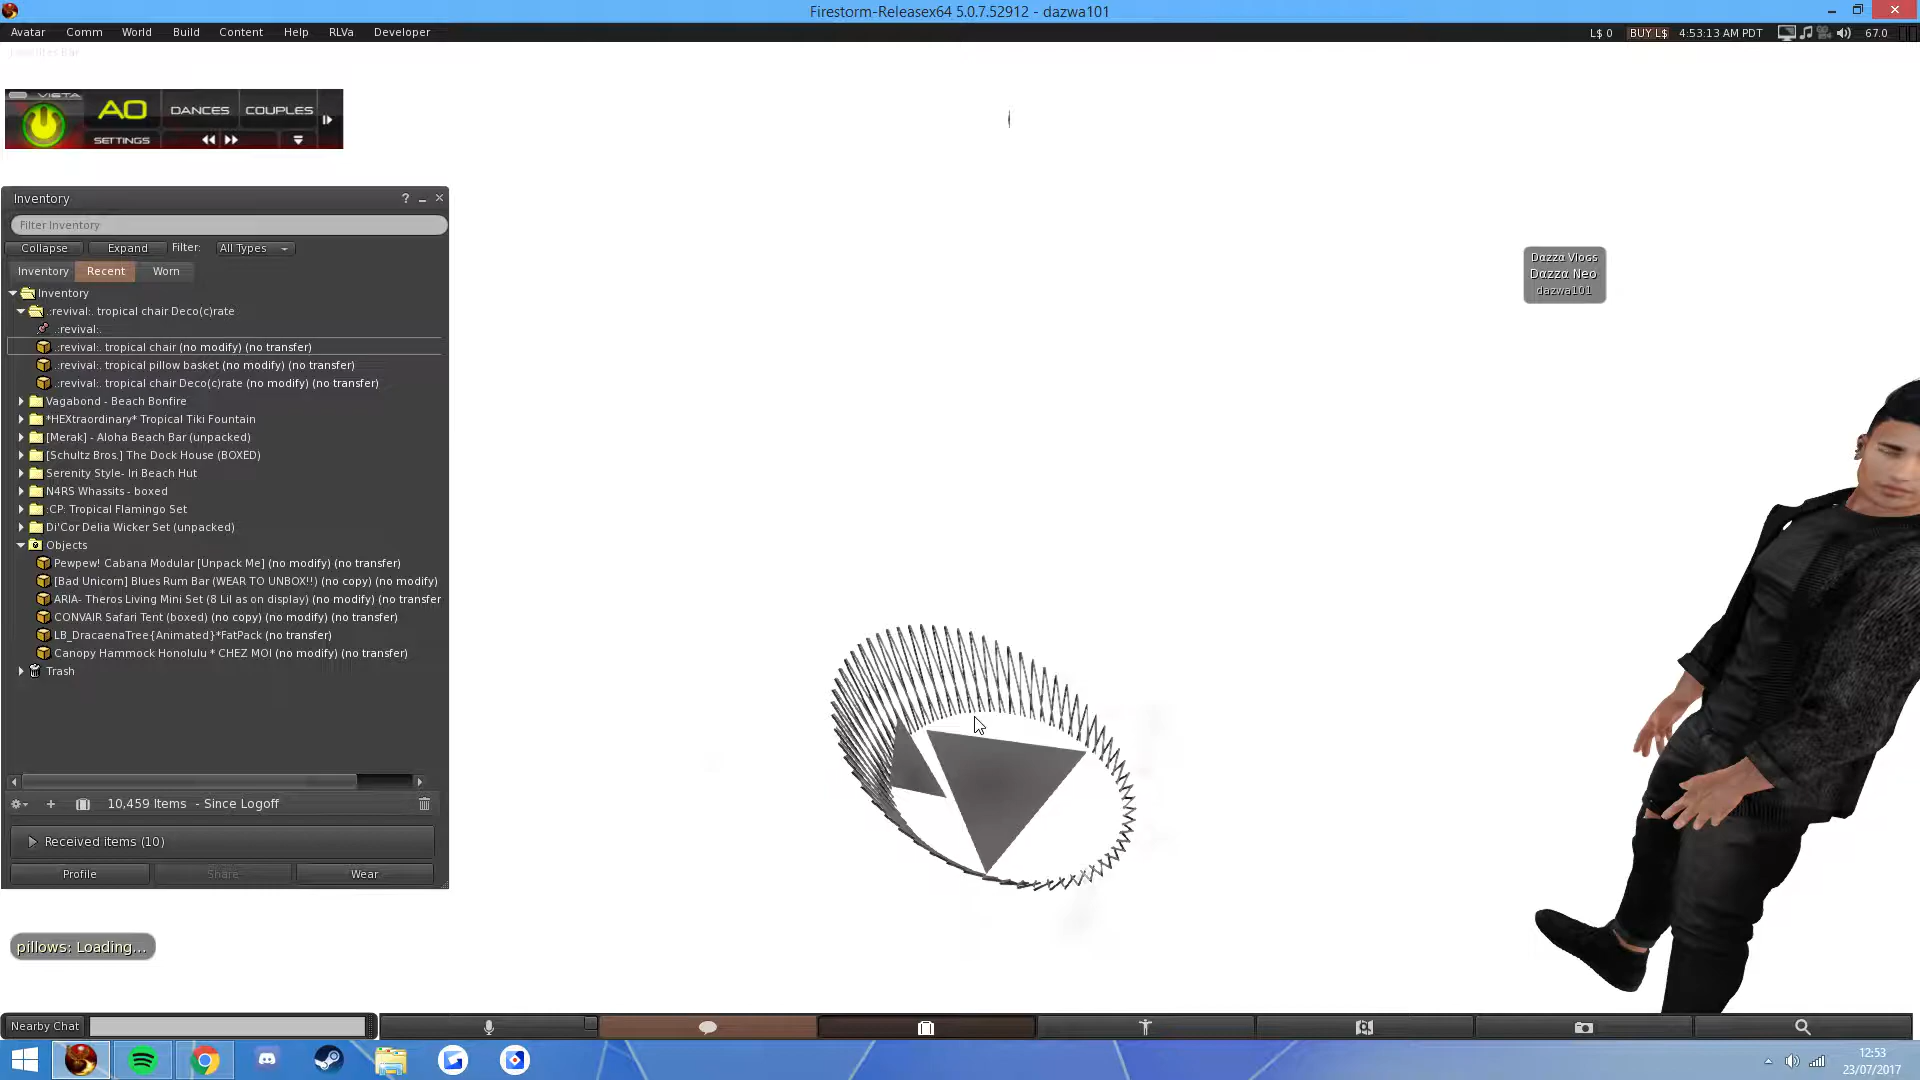 Firestorm-Releasex64 5.0.7.52912 - dazwa101
Avatar Comm World Build Content Help RLVa Developer
L$ 0 BUY L$ 4:53:13 AM PDT 67.0
Favorites Bar
VISTA
AO DANCES COUPLES
SETTINGS
Inventory ?
Filter Inventory
Collapse Expand Filter: All Types
Inventory Recent Worn
Inventory
.:revival:. tropical chair Deco(c)rate
.:revival:.
.:revival:. tropical chair (no modify) (no transfer)
.:revival:. tropical pillow basket (no modify) (no transfer)
.:revival:. tropical chair Deco(c)rate (no modify) (no transfer)
Vagabond - Beach Bonfire
*HEXtraordinary* Tropical Tiki Fountain
[Merak] - Aloha Beach Bar (unpacked)
[Schultz Bros.] The Dock House (BOXED)
Serenity Style- Iri Beach Hut
N4RS Whassits - boxed
:CP: Tropical Flamingo Set
Di'Cor Delia Wicker Set (unpacked)
Objects
Pewpew! Cabana Modular [Unpack Me] (no modify) (no transfer)
[Bad Unicorn] Blues Rum Bar (WEAR TO UNBOX!!) (no copy) (no modify)
ARIA- Theros Living Mini Set (8 Lil as on display) (no modify) (no transfer
CONVAIR Safari Tent (boxed) (no copy) (no modify) (no transfer)
LB_DracaenaTree{Animated}*FatPack (no transfer)
Canopy Hammock Honolulu * CHEZ MOI (no modify) (no transfer)
Trash
10,459 Items - Since Logoff
Received items (10)
Profile Share Wear
Dαzzα Vlogs
Dαzzα Neo
dazwa101
pillows: Loading...
Nearby Chat
12:53
23/07/2017